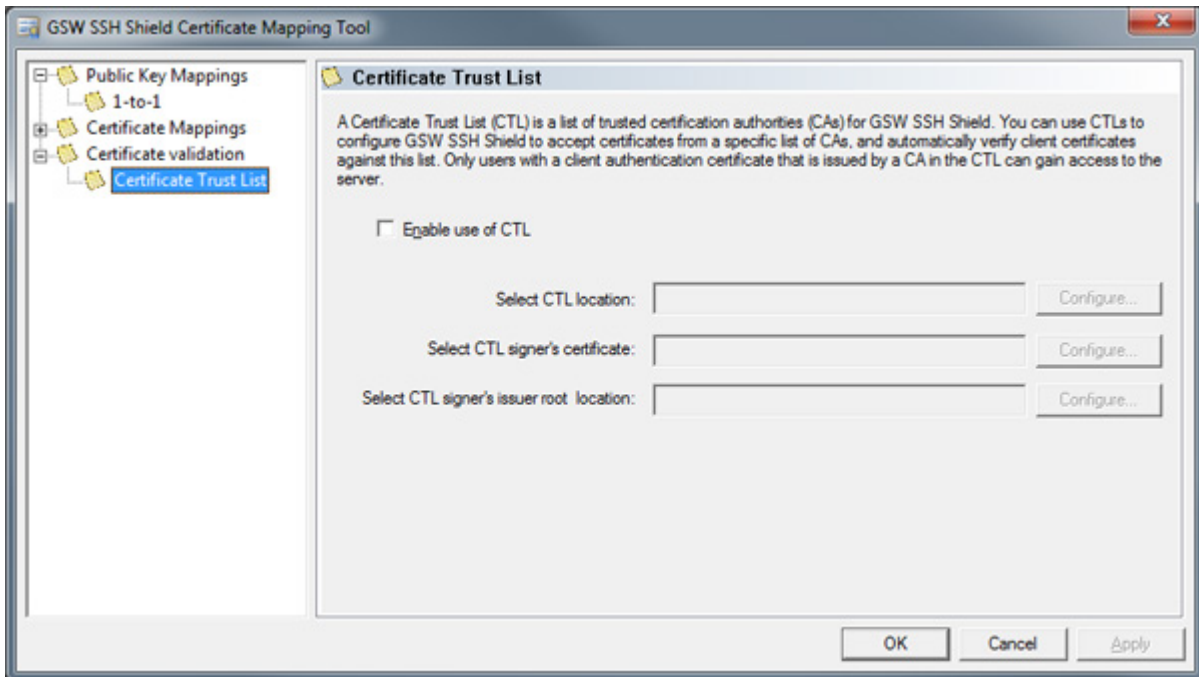 GSW SSH Shield Certificate Mapping Tool
Public Key Mappings
1-to-1
Certificate Mappings
Certificate validation
Certificate Trust List
Certificate Trust List
A Certificate Trust List (CTL) is a list of trusted certification authorities (CAs) for GSW SSH Shield. You can use CTLs to
configure GSW SSH Shield to accept certificates from a specific list of CAs, and automatically verify client certificates
against this list. Only users with a client authentication certificate that is issued by a CA in the CTL can gain access to the
server.
Enable use of CTL
Select CTL location:
Configure...
Select CTL signer's certificate:
Configure...
Select CTL signer's issuer root location:
Configure...
OK
Cancel
Apply